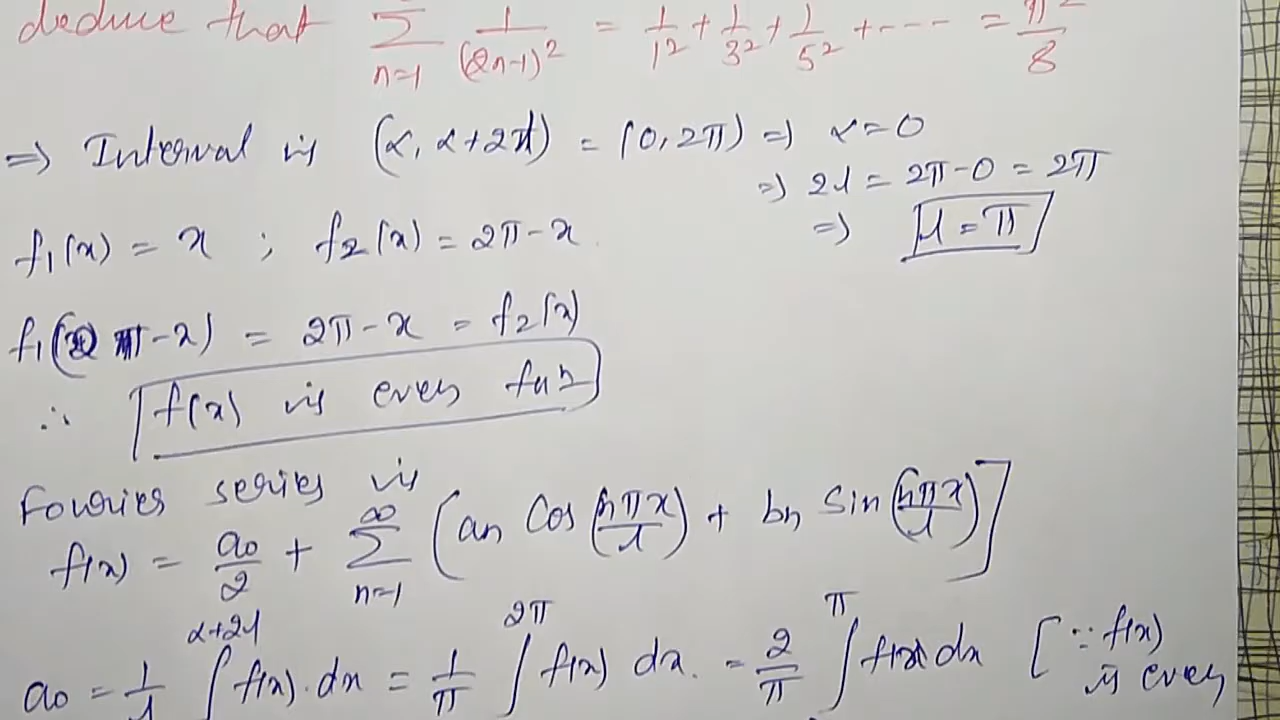 deduce that ∑ n=1 1/(2n-1)² = 1/1² + 1/3² + 1/5² + ---- = π²/8
=> Interval is (α, α+2l) = (0, 2π) => α=0
=> 2l = 2π-0 = 2π
=> l = π
f₁(x) = x ; f₂(x) = 2π-x
f₁(2π-x) = 2π-x = f₂(x)
∴ f(x) is even fun
Fourier series is
f(x) = a₀/2 + ∑ n=1 ∞ (an Cos(nπx/l) + bn Sin(nπx/l)]
a₀ = 1/l ∫ α+2l f(x).dx = 1/π ∫ 2π f(x) dx. = 2/π ∫ π f(x) dx [∵ f(x)
is even